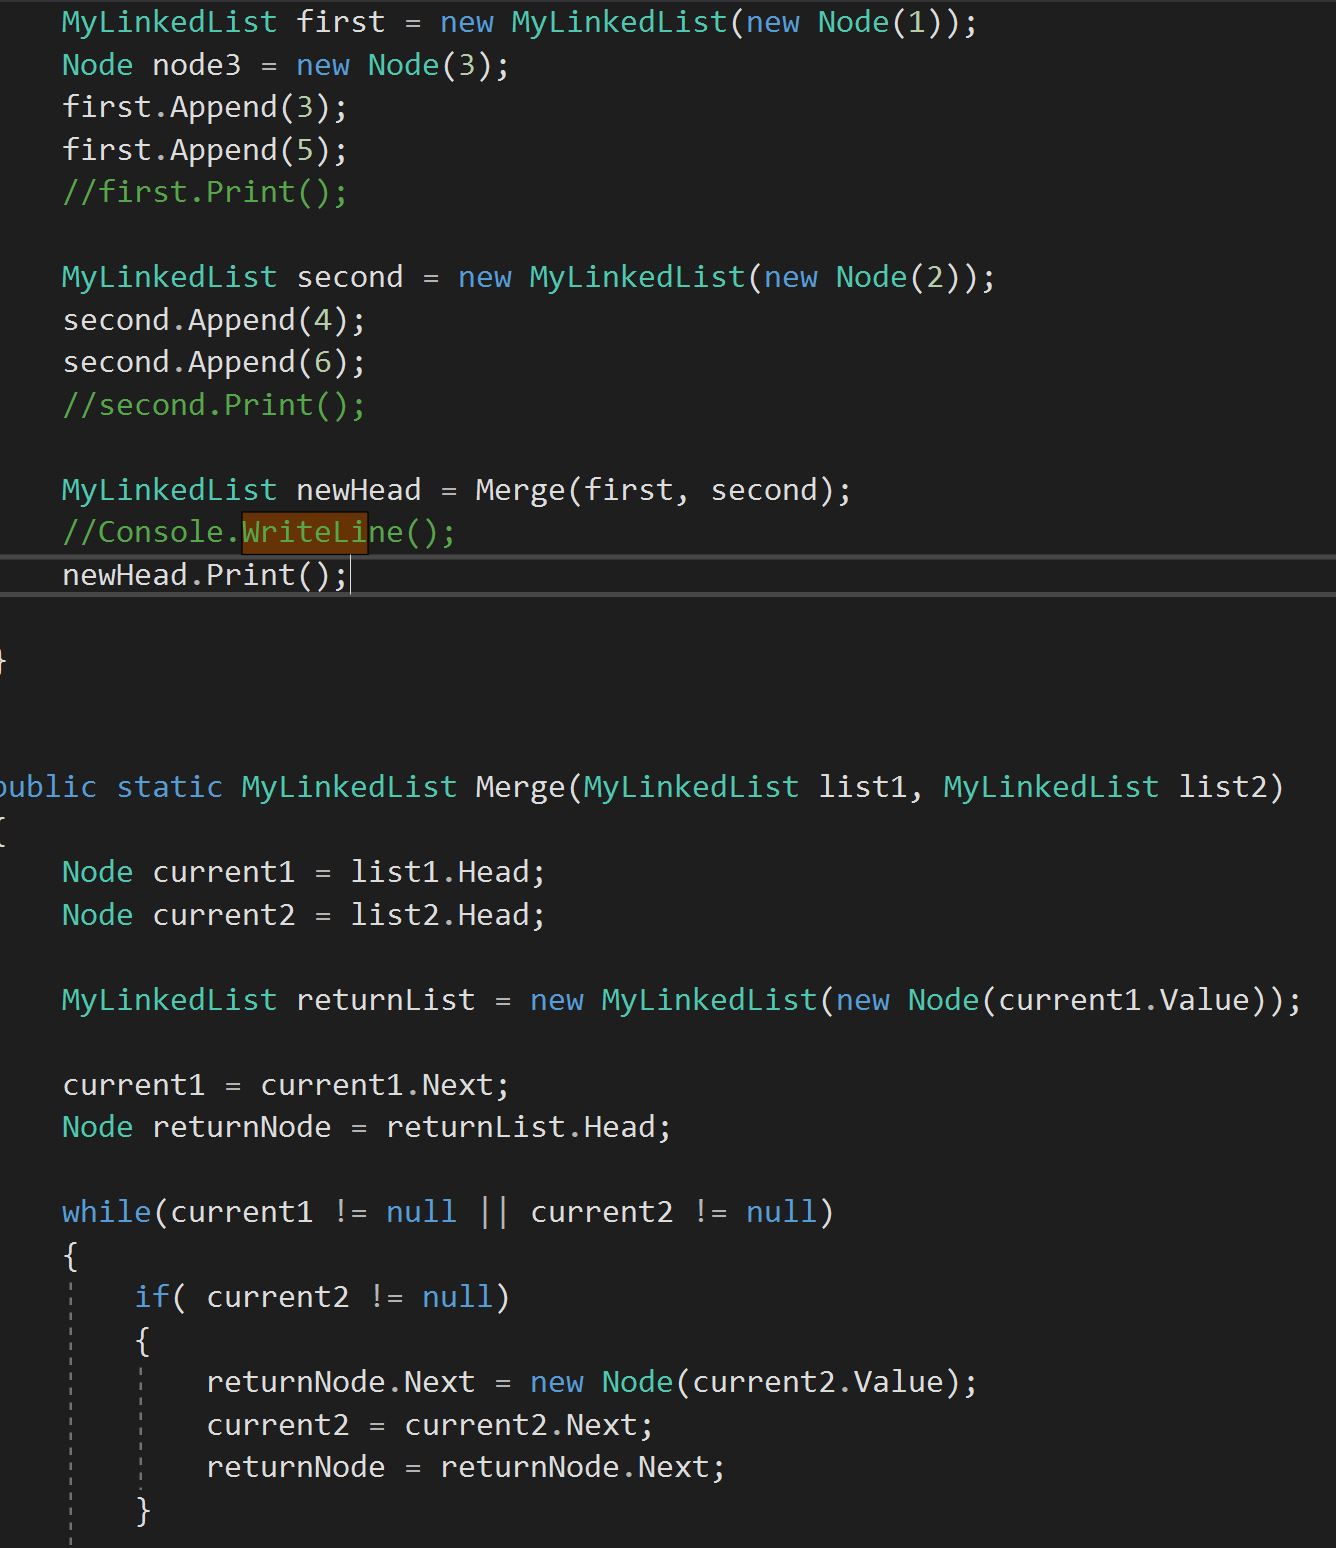 MyLinkedList first = new MyLinkedList(new Node(1));
Node node3 = new Node(3);
first.Append(3);
first.Append(5);
//first.Print();
MyLinkedList second = new MyLinkedList(new Node(2));
second.Append(4);
second.Append(6);
//second.Print();
MyLinkedList newHead = Merge(first, second);
//Console.WriteLine();
newHead.Print();
}
public static MyLinkedList Merge(MyLinkedList list1, MyLinkedList list2)
{
Node current1 = list1.Head;
Node current2 = list2.Head;
MyLinkedList returnList = new MyLinkedList(new Node(current1.Value));
current1 = current1.Next;
Node returnNode = returnList.Head;
while(current1 != null || current2 != null)
{
if( current2 != null)
{
returnNode.Next = new Node(current2.Value);
current2 = current2.Next;
returnNode = returnNode.Next;
}